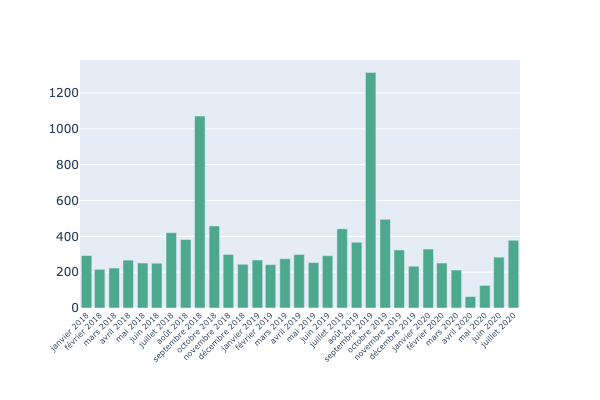 1200
1000
800
600
400
200
0
janvier 2018
février 2018
mars 2018
avril 2018
mai 2018
juin 2018
juillet 2018
août 2018
septembre 2018
octobre 2018
novembre 2018
décembre 2018
janvier 2019
février 2019
mars 2019
avril 2019
mai 2019
juin 2019
juillet 2019
août 2019
septembre 2019
octobre 2019
novembre 2019
décembre 2019
janvier 2020
février 2020
mars 2020
avril 2020
mai 2020
juin 2020
juillet 2020